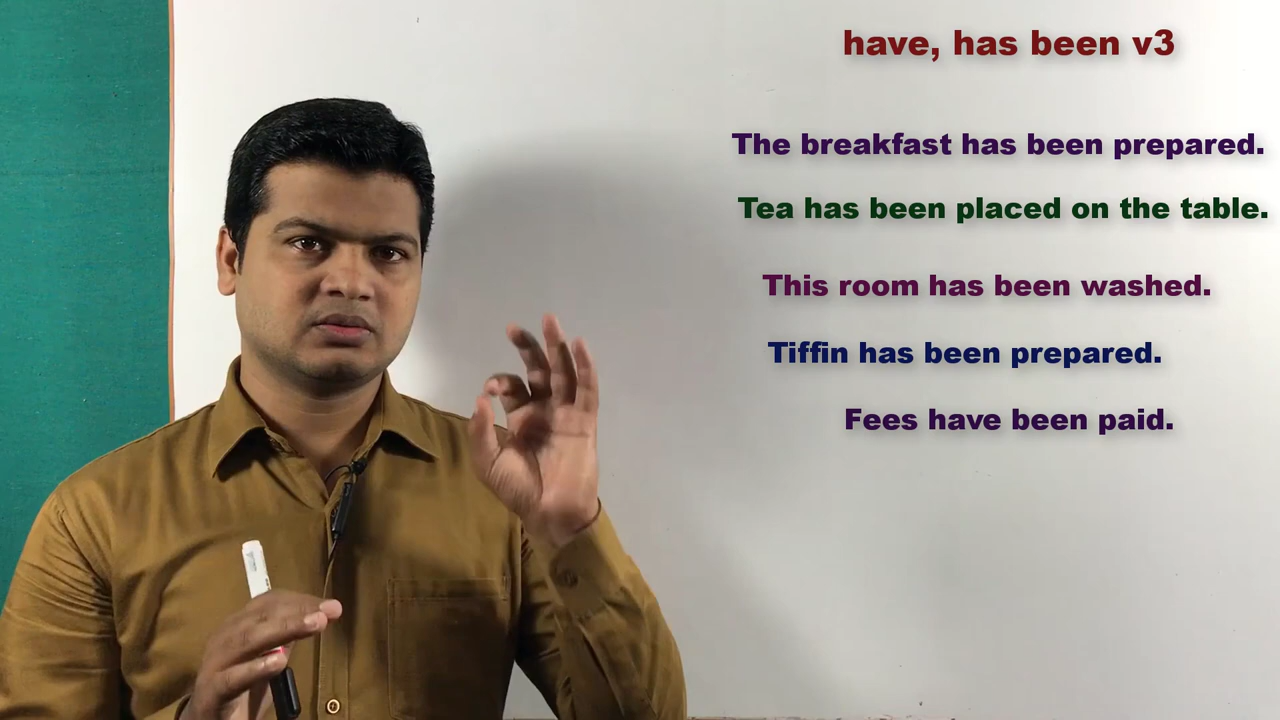 have, has been v3
The breakfast has been prepared.
Tea has been placed on the table.
This room has been washed.
Tiffin has been prepared.
Fees have been paid.